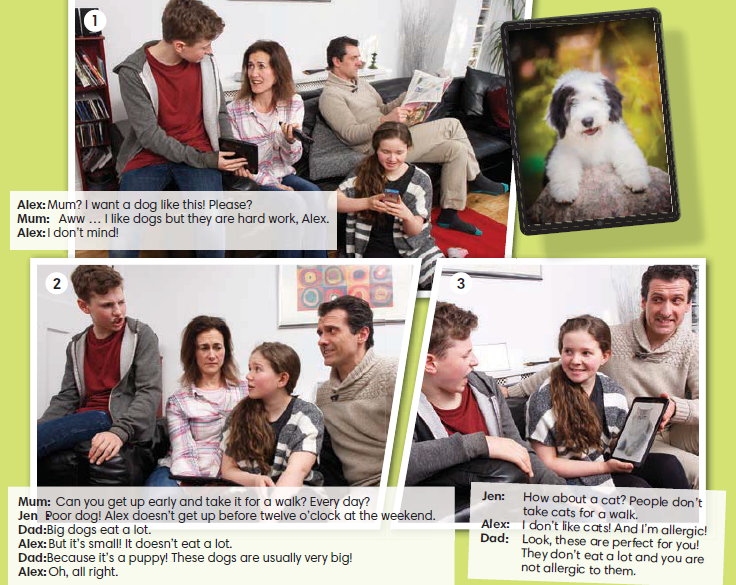 1
Alex: Mum? I want a dog like this! Please?
Mum: Aww ... I like dogs but they are hard work, Alex.
Alex: I don't mind!
2
Mum: Can you get up early and take it for a walk? Every day?
Jen Poor dog! Alex doesn't get up before twelve o'clock at the weekend.
Dad:Big dogs eat a lot.
Alex: But it's small! It doesn't eat a lot.
Dad:Because it's a puppy! These dogs are usually very big!
Alex: Oh, all right.
3
Jen: How about a cat? People don't
take cats for a walk.
Alex: I don't like cats! And I'm allergic!
Dad: Look, these are perfect for you!
They don't eat a lot and you are
not allergic to them.